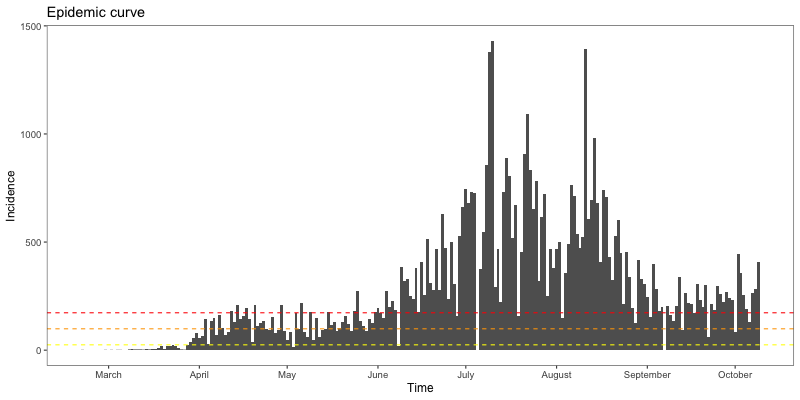 Epidemic curve
1500
1000
500
0
Incidence
March April May June July August September October
Time